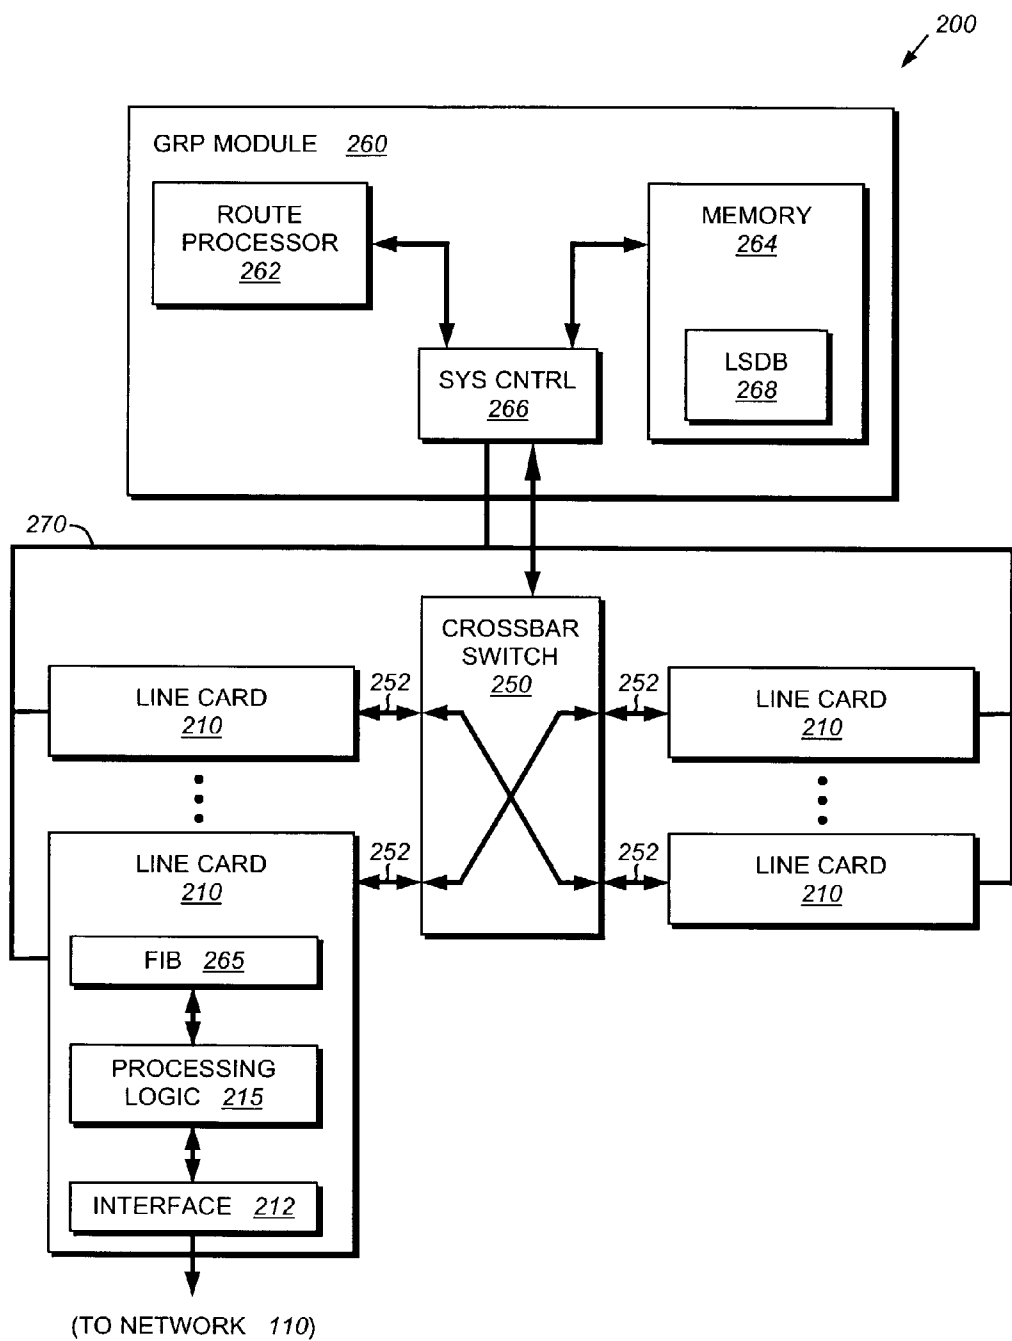 200
GRP MODULE 260
ROUTE
PROCESSOR
262
MEMORY
264
LSDB
268
SYS CNTRL
266
270
CROSSBAR
SWITCH
250
LINE CARD
210
252
252
LINE CARD
210
LINE CARD
210
252
252
LINE CARD
210
FIB 265
PROCESSING
LOGIC 215
INTERFACE 212
(TO NETWORK 110)